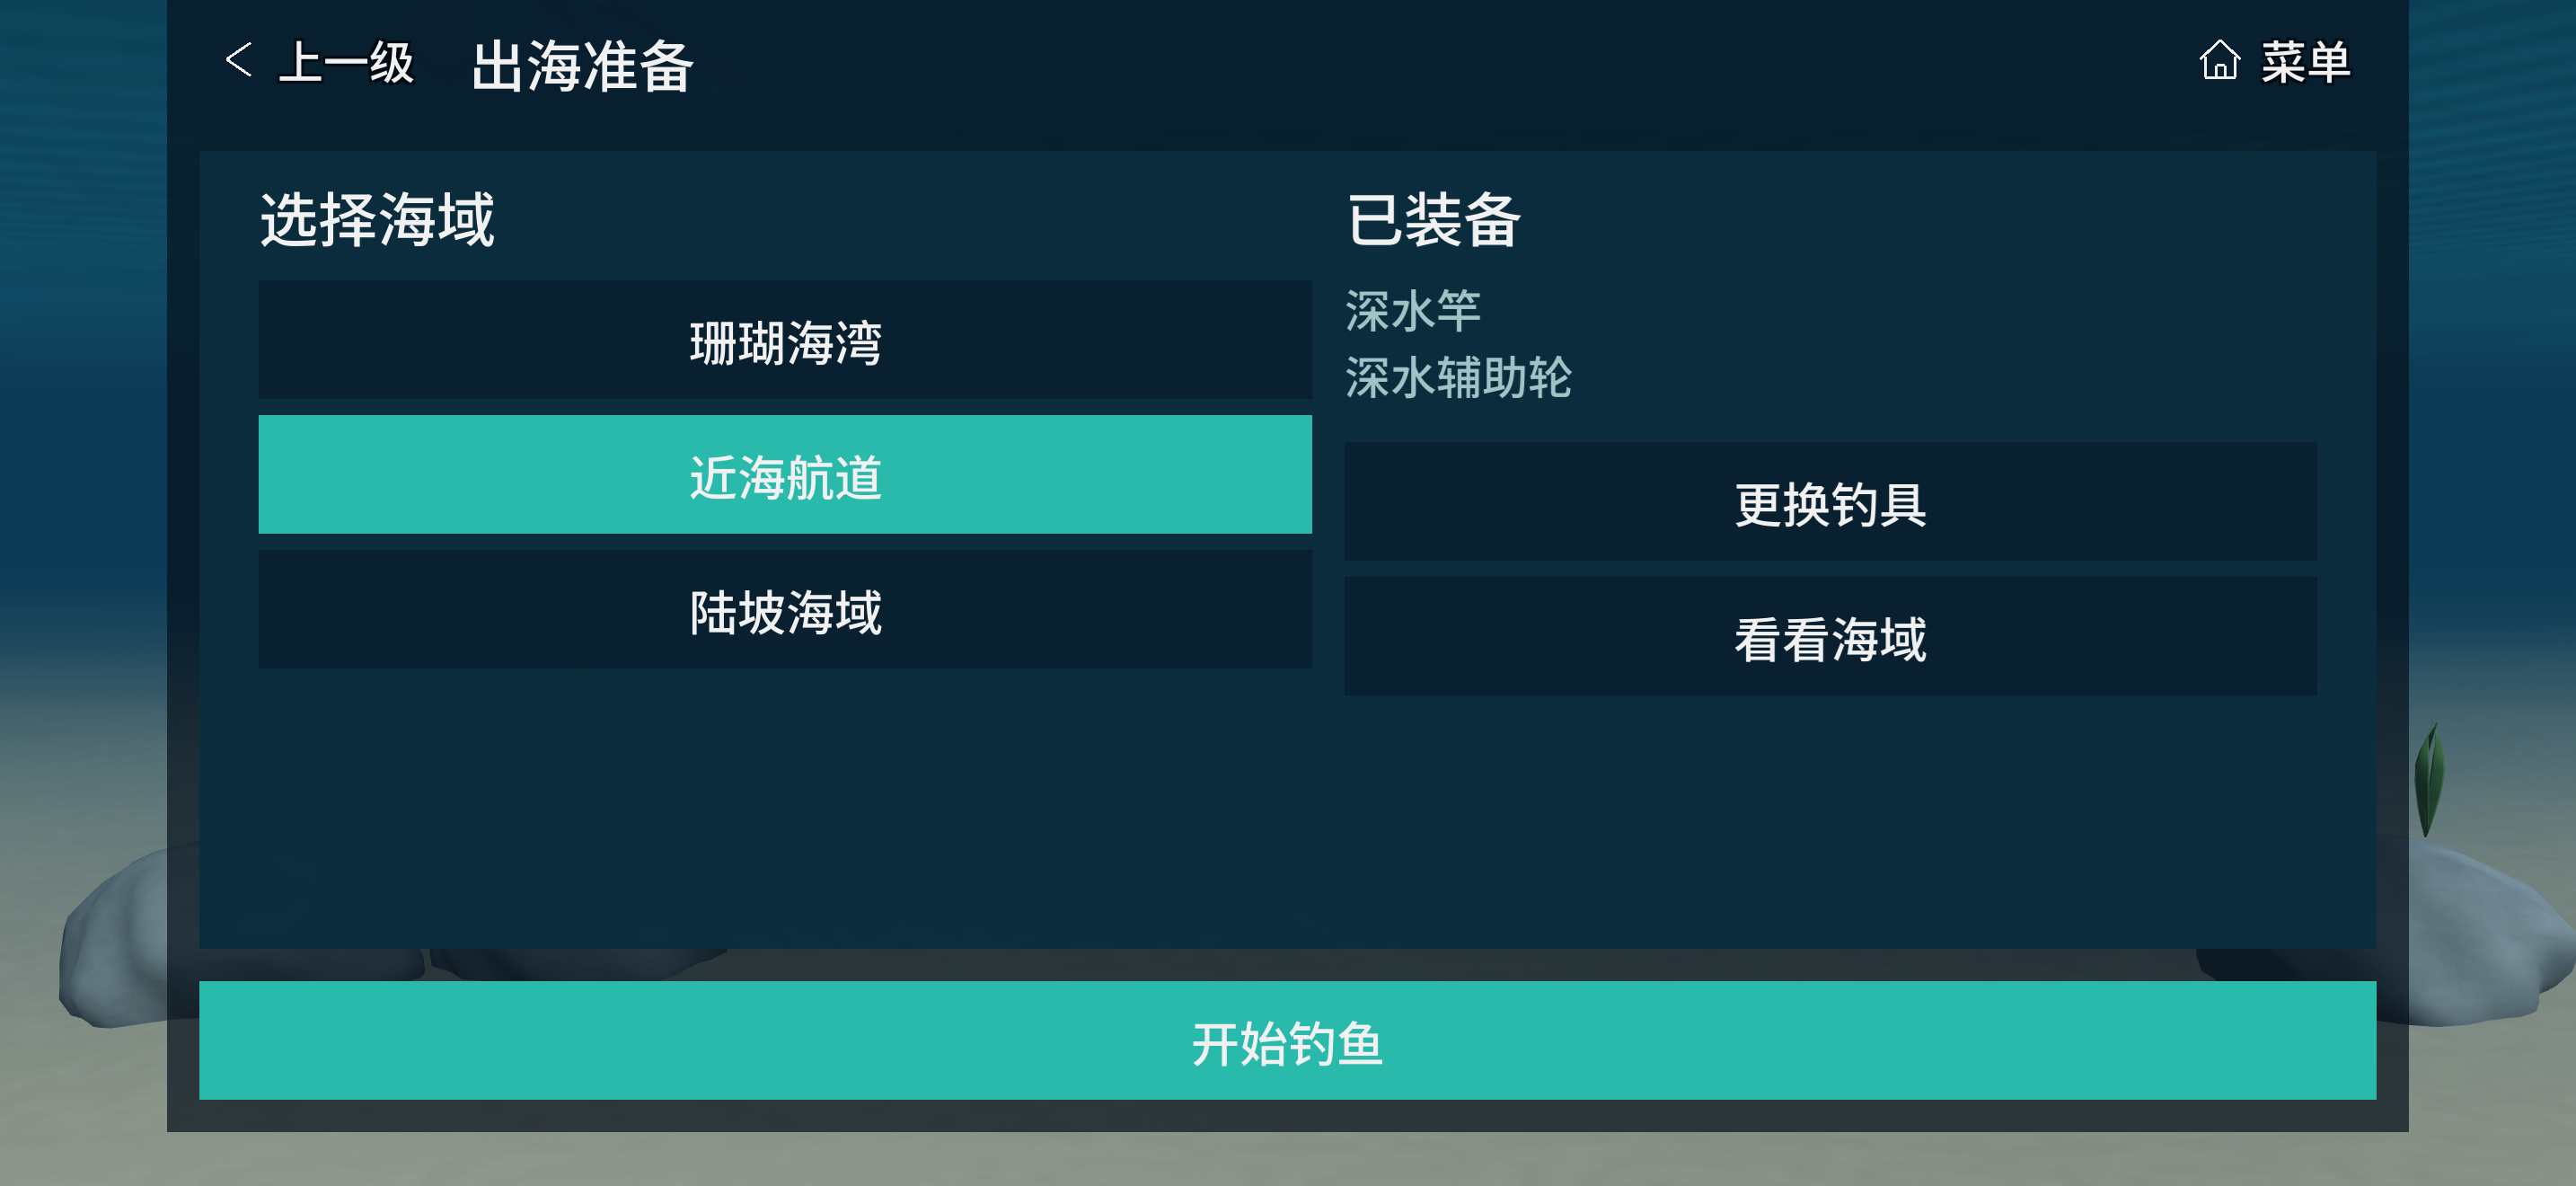 上一级
出海准备
菜单
选择海域
珊瑚海湾
近海航道
陆坡海域
已装备
深水竿
深水辅助轮
更换钓具
看看海域
开始钓鱼